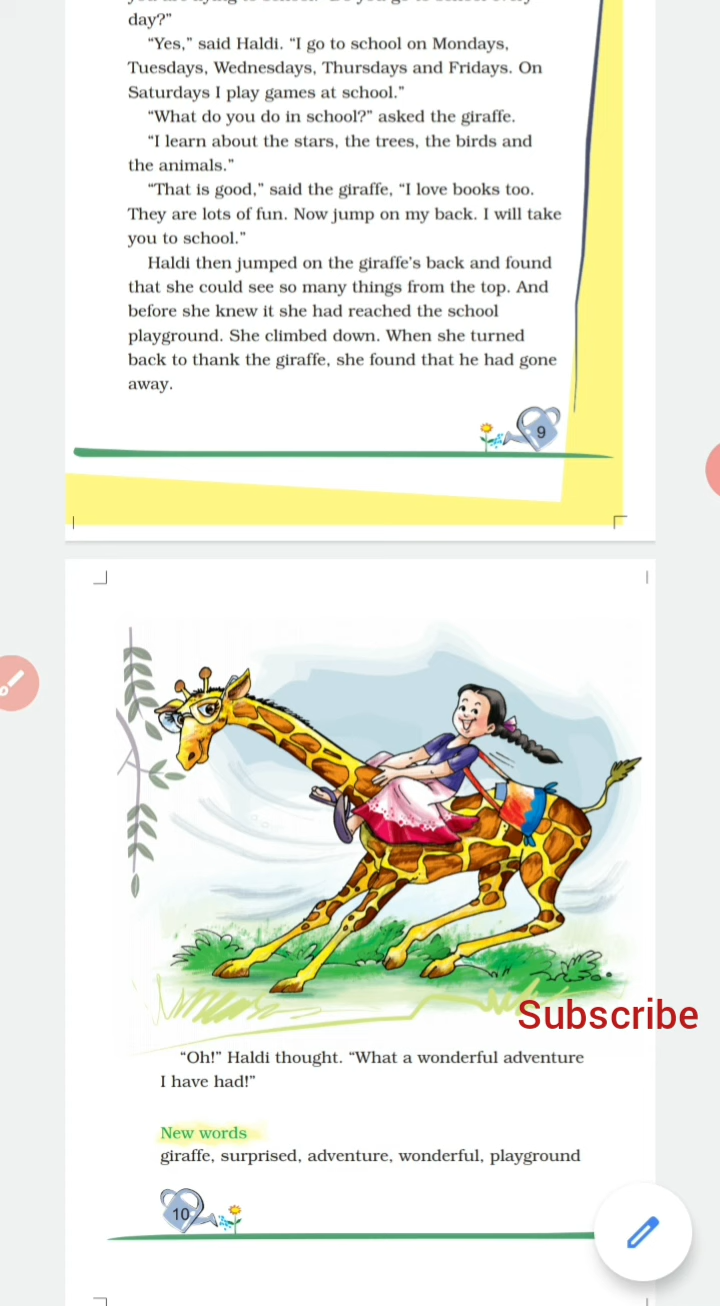 day?”
“Yes,” said Haldi. “I go to school on Mondays,
Tuesdays, Wednesdays, Thursdays and Fridays. On
Saturdays I play games at school.”
“What do you do in school?” asked the giraffe.
“I learn about the stars, the trees, the birds and
the animals.”
“That is good,” said the giraffe, “I love books too.
They are lots of fun. Now jump on my back. I will take
you to school.”
Haldi then jumped on the giraffe’s back and found
that she could see so many things from the top. And
before she knew it she had reached the school
playground. She climbed down. When she turned
back to thank the giraffe, she found that he had gone
away.
9
Subscribe
“Oh!” Haldi thought. “What a wonderful adventure
I have had!”
New words
giraffe, surprised, adventure, wonderful, playground
10